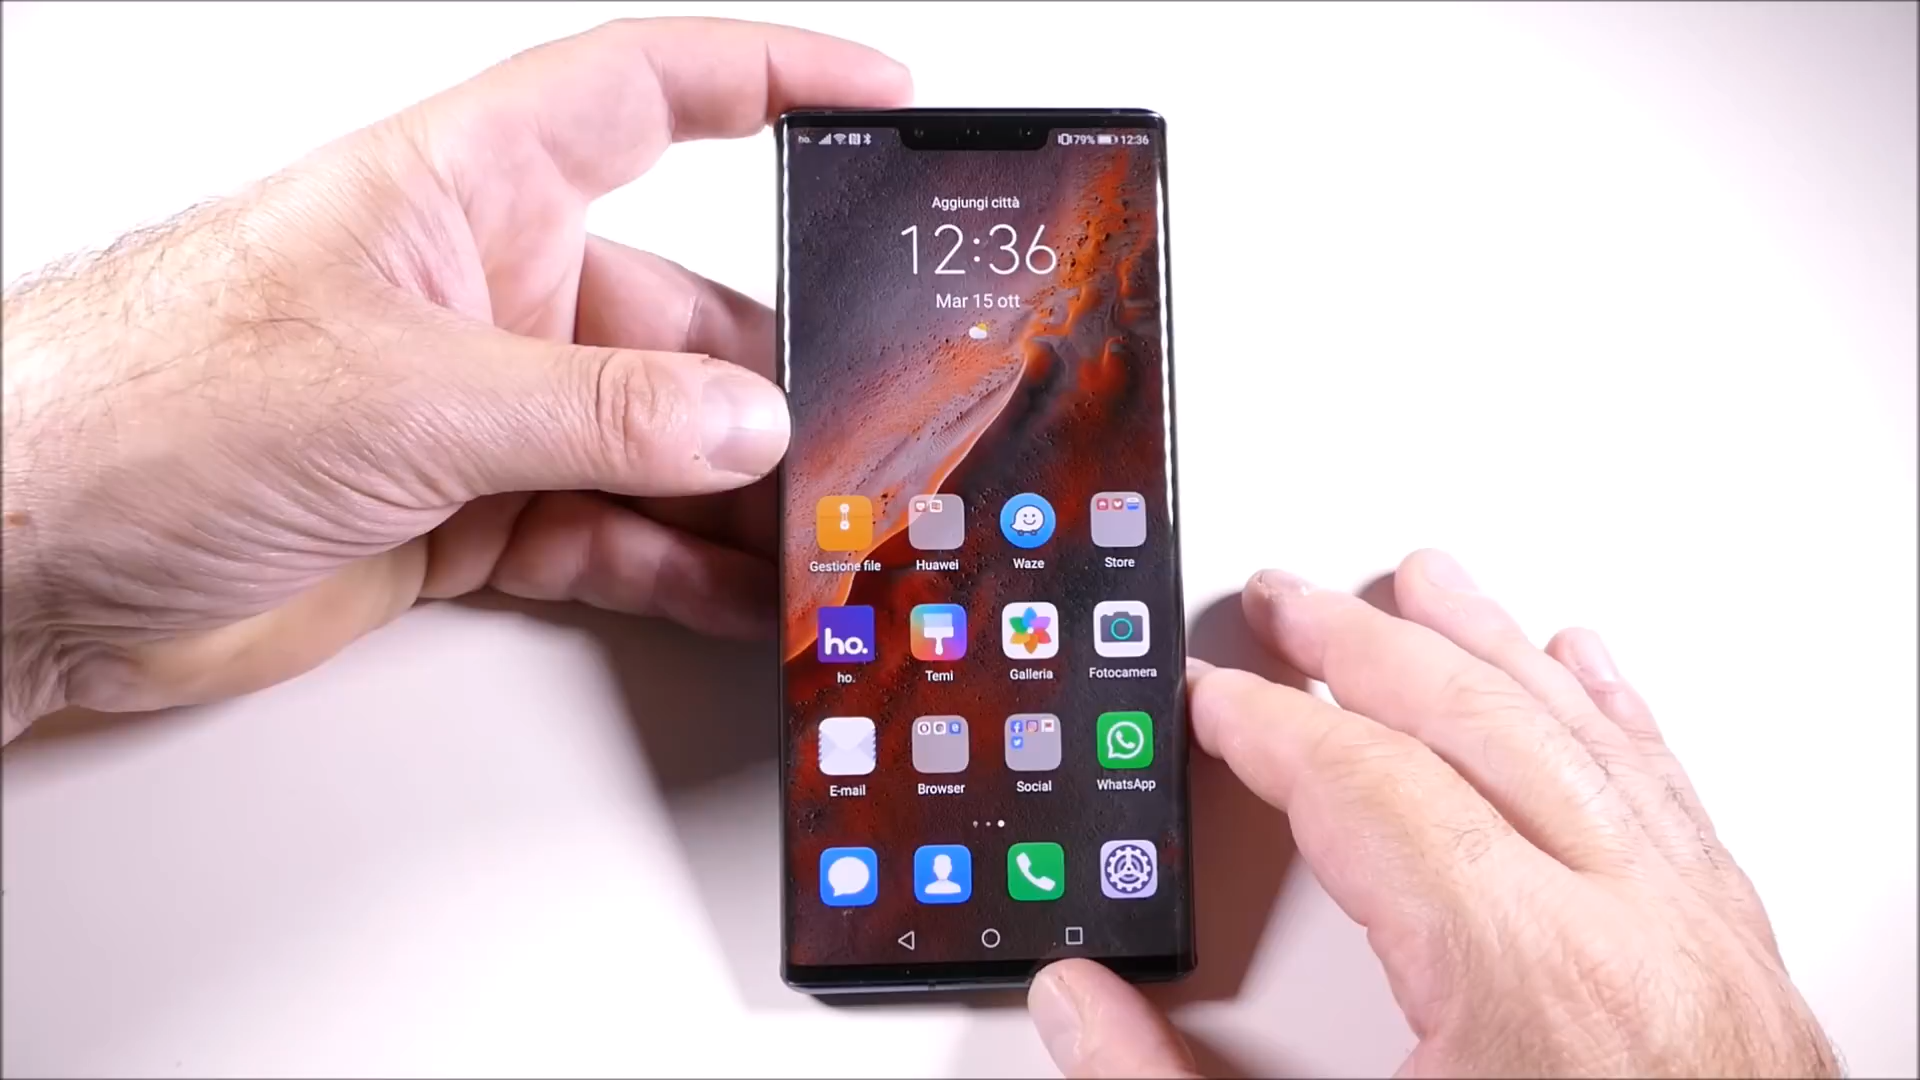 ho. 79% 12:36
Aggiungi città
12:36
Mar 15 ott
Gestione file Huawei Waze Store
ho.
ho. Temi Galleria Fotocamera
E-mail Browser Social WhatsApp